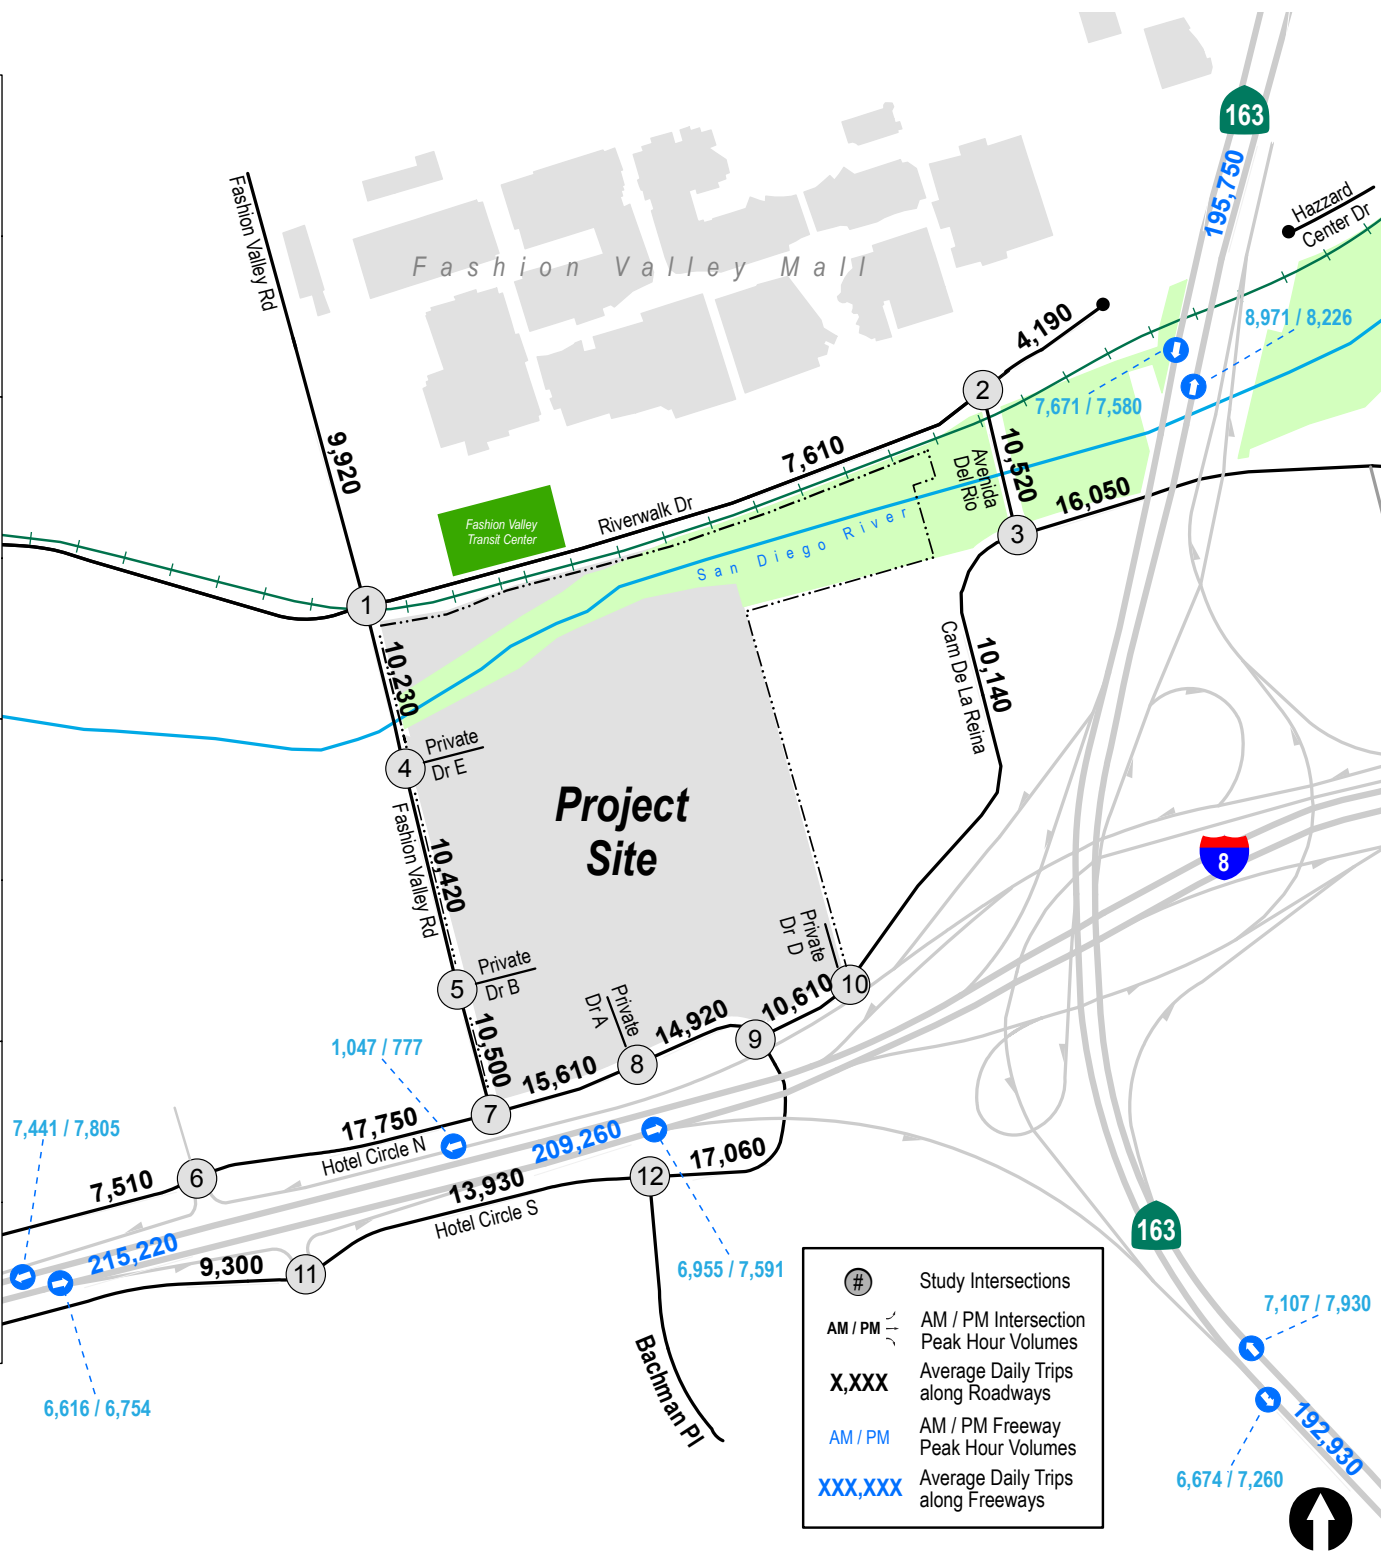 163
195,750
Hazzard
Center Dr
Fashion Valley Rd
Fashion Valley Mall
8,971 / 8,226
4,190
2
7,671 / 7,580
9,920
7,610
10,520
Avenida
Del Rio
16,050
Fashion Valley
Transit Center
Riverwalk Dr
San Diego River
3
1
10,230
Cam De La Reina
10,140
Private
Dr E
4
Project
Site
Fashion Valley Rd
10,420
8
Private
Dr D
Private
Dr B
5
10
10,610
Private
Dr A
14,920
9
10,500
1,047 / 777
15,610
8
7
17,750
7,441 / 7,805
209,260
Hotel Circle N
17,060
6
12
7,510
13,930
Hotel Circle S
163
215,220
9,300
11
6,955 / 7,591
7,107 / 7,930
6,616 / 6,754
Bachman Pl
192,930
6,674 / 7,260
#
Study Intersections
AM / PM
AM / PM Intersection
Peak Hour Volumes
X,XXX
Average Daily Trips
along Roadways
AM / PM
AM / PM Freeway
Peak Hour Volumes
XXX,XXX
Average Daily Trips
along Freeways